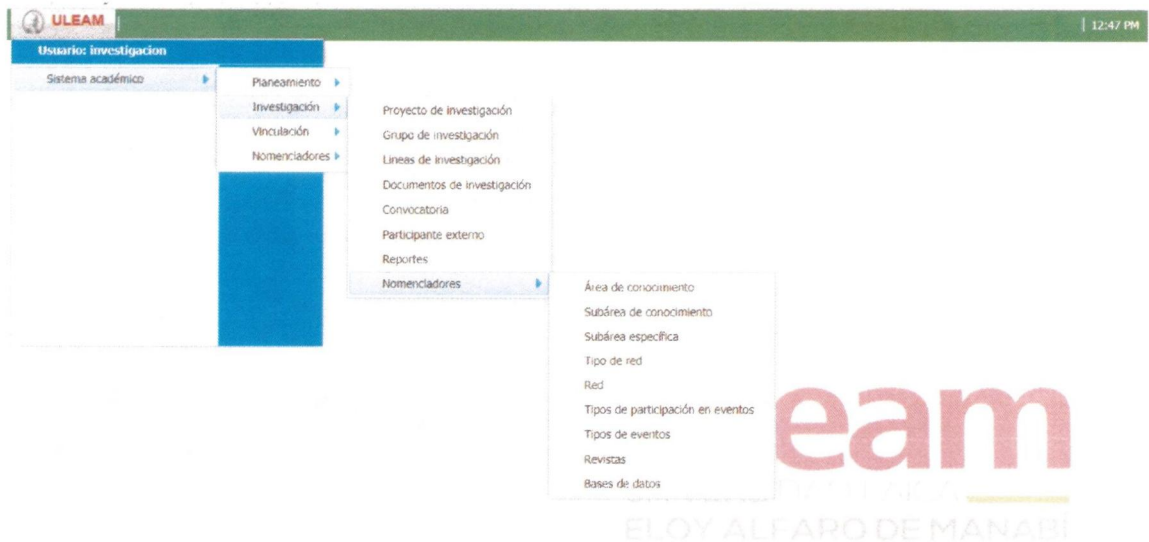 ULEAM
12:47 PM
Usuario: investigacion
Sistema académico
Planeamiento
Investigación
Vinculación
Nomencladores
Proyecto de investigación
Grupo de investigación
Lineas de investigación
Documentos de investigación
Convocatoria
Participante externo
Reportes
Nomencladores
Área de conocimiento
Subárea de conocimiento
Subárea específica
Tipo de red
Red
Tipos de participación en eventos
Tipos de eventos
Revistas
Bases de datos
eam
ELOY ALFARO DE MANABÍ